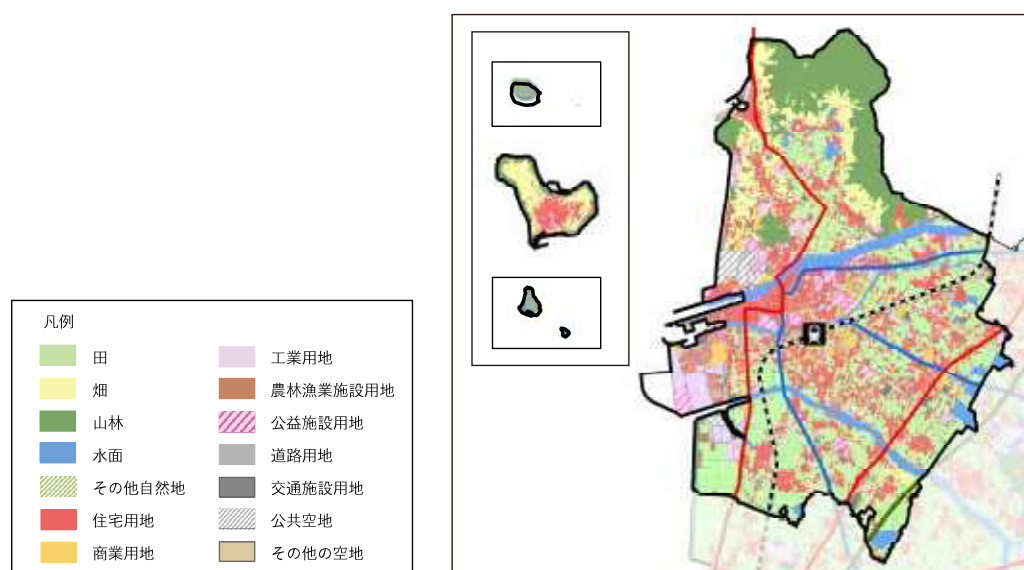 凡例
田
畑
山林
水面
その他自然地
住宅用地
商業用地
工業用地
農林漁業施設用地
公益施設用地
道路用地
交通施設用地
公共空地
その他の空地